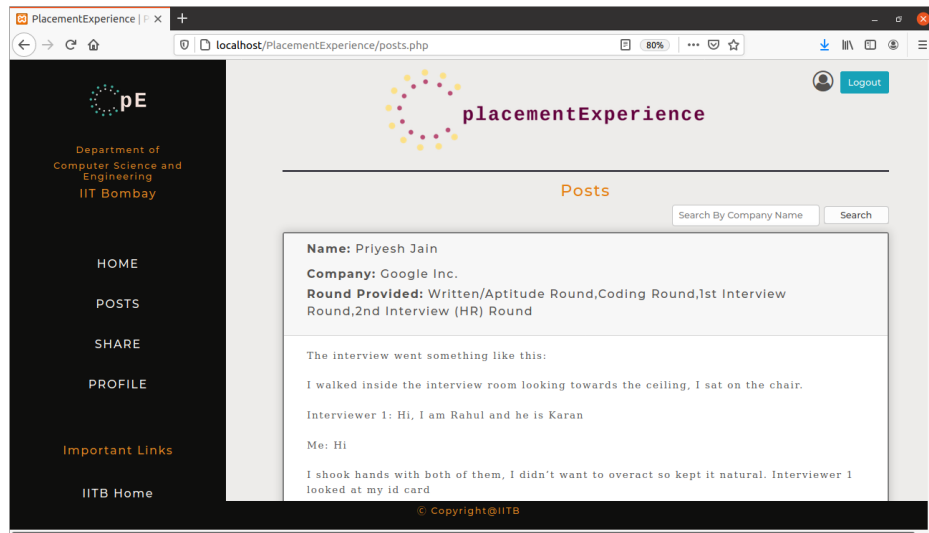 PlacementExperience | P
localhost/PlacementExperience/posts.php
80%
pE
Department of
Computer Science and
Engineering
IIT Bombay
HOME
POSTS
SHARE
PROFILE
Important Links
IITB Home
placementExperience
Logout
Posts
Search By Company Name
Search
Name: Priyesh Jain
Company: Google Inc.
Round Provided: Written/Aptitude Round,Coding Round,1st Interview
Round,2nd Interview (HR) Round
The interview went something like this:
I walked inside the interview room looking towards the ceiling, I sat on the chair.
Interviewer 1: Hi, I am Rahul and he is Karan
Me: Hi
I shook hands with both of them, I didn’t want to overact so kept it natural. Interviewer 1
looked at my id card
© Copyright@IITB